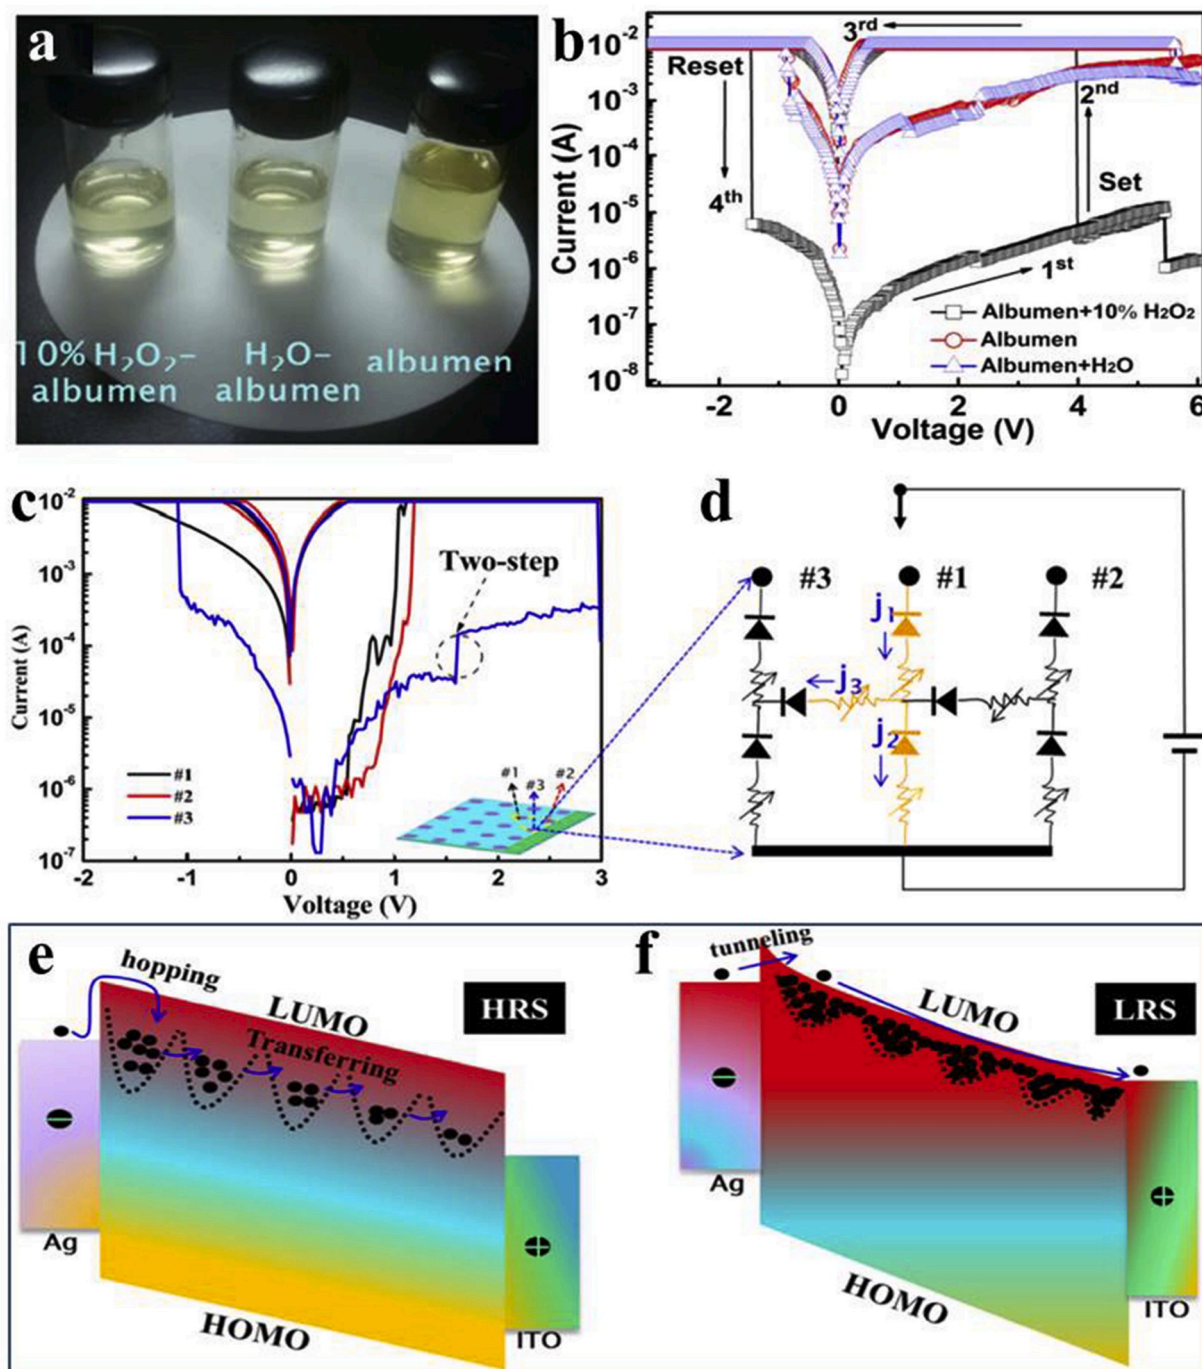 a
10% H₂O₂–
albumen
H₂O–
albumen
albumen
b
Current (A)
10⁻²
10⁻³
10⁻⁴
10⁻⁵
10⁻⁶
10⁻⁷
10⁻⁸
3ʳᵈ
Reset
2ⁿᵈ
4ᵗʰ
Set
1ˢᵗ
Albumen+10% H₂O₂
Albumen
Albumen+H₂O
-2 0 2 4 6
Voltage (V)
c
Current (A)
10⁻²
10⁻³
10⁻⁴
10⁻⁵
10⁻⁶
10⁻⁷
Two-step
#1
#2
#3
#1 #3 #2
-2 -1 0 1 2 3
Voltage (V)
d
#3 #1 #2
j₁
j₃
j₂
e
hopping
LUMO
HRS
Transferring
Ag
HOMO
ITO
f
tunneling
LUMO
LRS
Ag
HOMO
ITO